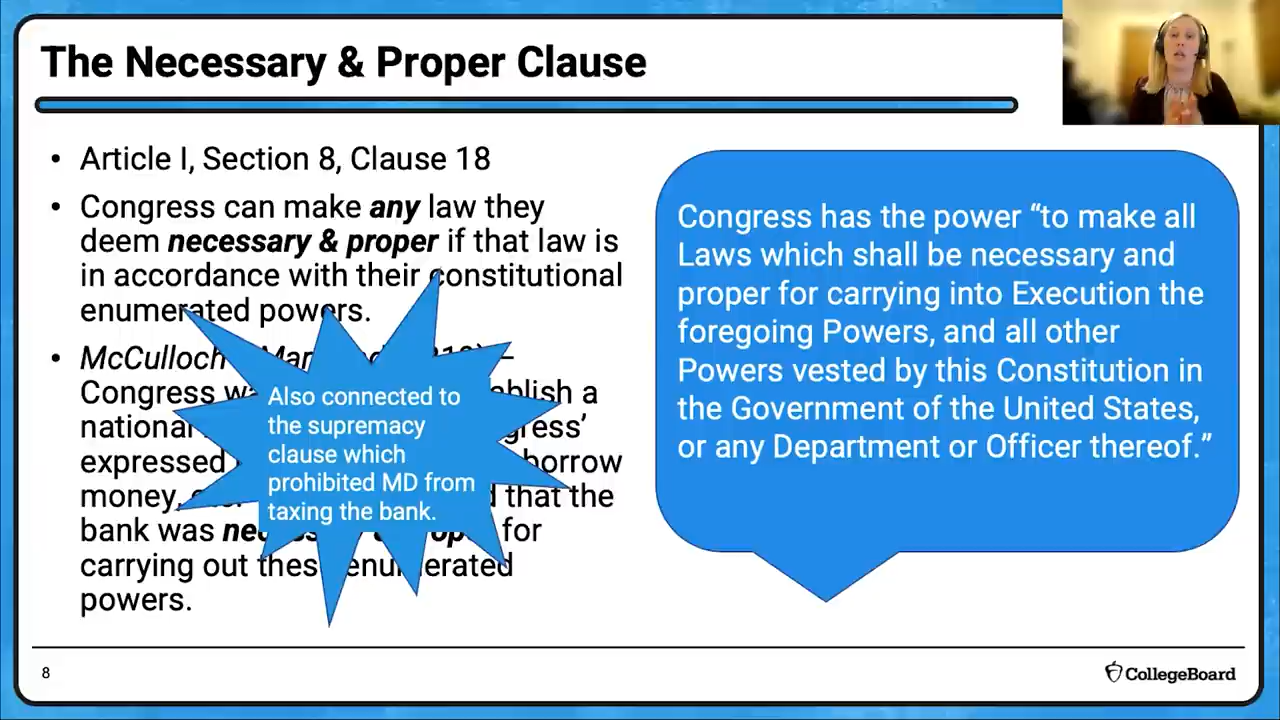 The Necessary & Proper Clause
• Article I, Section 8, Clause 18
• Congress can make any law they
deem necessary & proper if that law is
in accordance with their constitutional
enumerated powers.
• McCulloch
Congress
national
expressed borrow
money, that the
bank was for
carrying out enumerated
powers.
Also connected to
the supremacy
clause which
prohibited MD from
taxing the bank.
Congress has the power “to make all
Laws which shall be necessary and
proper for carrying into Execution the
foregoing Powers, and all other
Powers vested by this Constitution in
the Government of the United States,
or any Department or Officer thereof.”
8
CollegeBoard